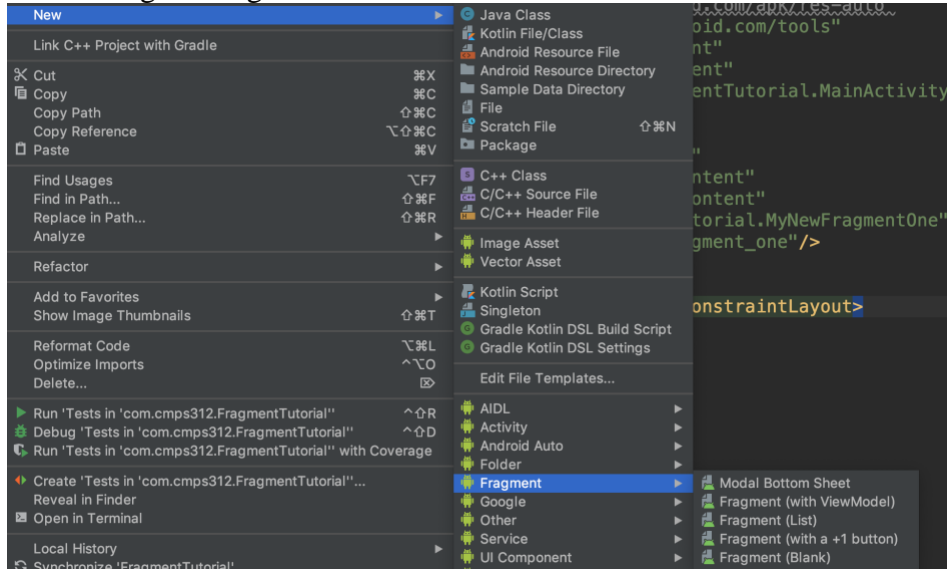 New
Link C++ Project with Gradle
Cut ⌘X
Copy ⌘C
Copy Path ⇧⌘C
Copy Reference ⌥⇧⌘C
Paste ⌘V
Find Usages ⌥F7
Find in Path... ⇧⌘F
Replace in Path... ⇧⌘R
Analyze
Refactor
Add to Favorites
Show Image Thumbnails ⇧⌘T
Reformat Code ⌥⌘L
Optimize Imports ^⌥O
Delete... ⌦
Run 'Tests in 'com.cmps312.FragmentTutorial'' ^⇧R
Debug 'Tests in 'com.cmps312.FragmentTutorial'' ^⇧D
Run 'Tests in 'com.cmps312.FragmentTutorial'' with Coverage
Create 'Tests in 'com.cmps312.FragmentTutorial''...
Reveal in Finder
Open in Terminal
Local History
Synchronize 'FragmentTutorial'
Java Class
Kotlin File/Class
Android Resource File
Android Resource Directory
Sample Data Directory
File
Scratch File ⇧⌘N
Package
C++ Class
C/C++ Source File
C/C++ Header File
Image Asset
Vector Asset
Kotlin Script
Singleton
Gradle Kotlin DSL Build Script
Gradle Kotlin DSL Settings
Edit File Templates...
AIDL
Activity
Android Auto
Folder
Fragment
Google
Other
Service
UI Component
Modal Bottom Sheet
Fragment (with ViewModel)
Fragment (List)
Fragment (with a +1 button)
Fragment (Blank)
.com/apk/res-auto
oid.com/tools"
nt"
ent"
entTutorial.MainActivity
"
ntent"
ontent"
torial.MyNewFragmentOne"
gment_one"/>
onstraintLayout>